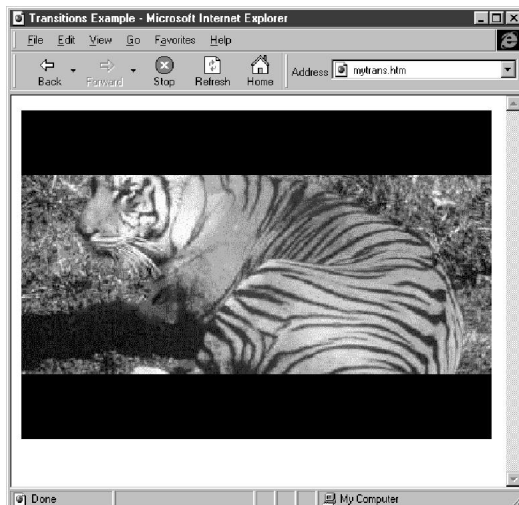 Transitions Example - Microsoft Internet Explorer
File Edit View Go Favorites Help
Back Forward Stop Refresh Home Address mytrans.htm
Done My Computer